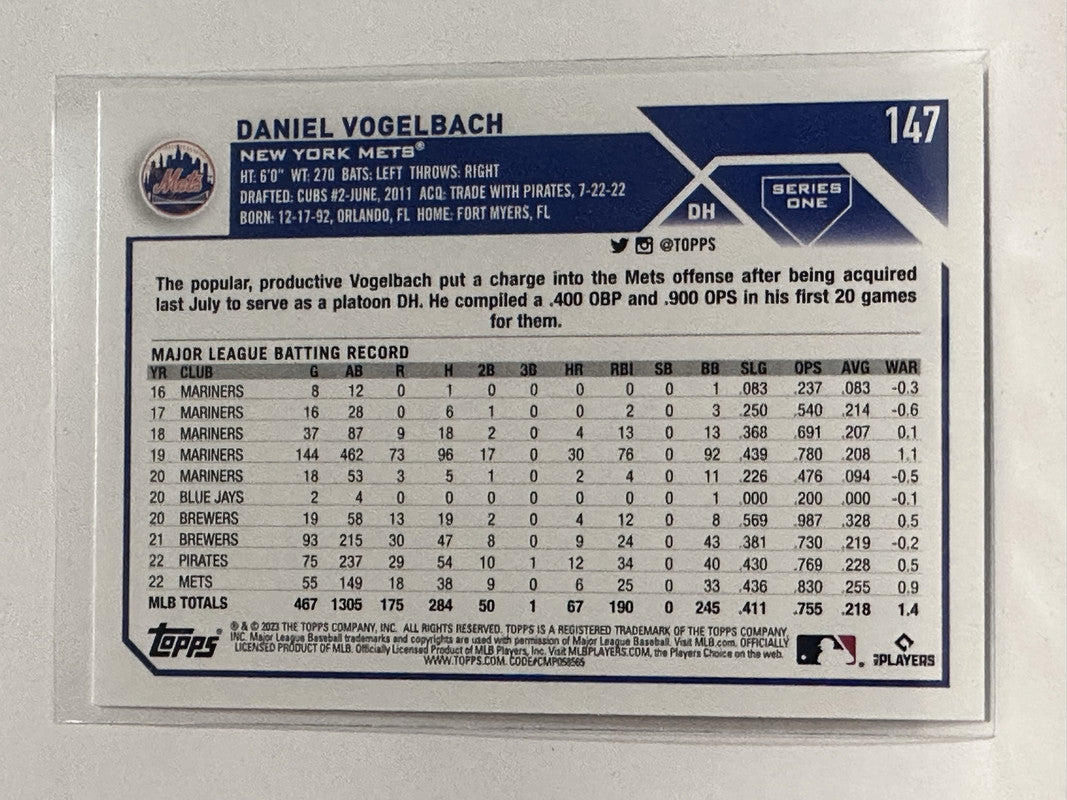 147
DANIEL VOGELBACH
NEW YORK METS®
HT: 6'0" WT: 270 BATS: LEFT THROWS: RIGHT
DRAFTED: CUBS #2-JUNE, 2011 ACQ: TRADE WITH PIRATES, 7-22-22
BORN: 12-17-92, ORLANDO, FL HOME: FORT MYERS, FL
Mets
DH
SERIES
ONE
@TOPPS
The popular, productive Vogelbach put a charge into the Mets offense after being acquired
last July to serve as a platoon DH. He compiled a .400 OBP and .900 OPS in his first 20 games
for them.
MAJOR LEAGUE BATTING RECORD
YR CLUB G AB R H 2B 3B HR RBI SB BB SLG OPS AVG WAR
16 MARINERS 8 12 0 1 0 0 0 0 0 1 .083 .237 .083 -0.3
17 MARINERS 16 28 0 6 1 0 0 2 0 3 .250 .540 .214 -0.6
18 MARINERS 37 87 9 18 2 0 4 13 0 13 .368 .691 .207 0.1
19 MARINERS 144 462 73 96 17 0 30 76 0 92 .439 .780 .208 1.1
20 MARINERS 18 53 3 5 1 0 2 4 0 11 .226 .476 .094 -0.5
20 BLUE JAYS 2 4 0 0 0 0 0 0 0 1 .000 .200 .000 -0.1
20 BREWERS 19 58 13 19 2 0 4 12 0 8 .569 .987 .328 0.5
21 BREWERS 93 215 30 47 8 0 9 24 0 43 .381 .730 .219 -0.2
22 PIRATES 75 237 29 54 10 1 12 34 0 40 .430 .769 .228 0.5
22 METS 55 149 18 38 9 0 6 25 0 33 .436 .830 .255 0.9
MLB TOTALS 467 1305 175 284 50 1 67 190 0 245 .411 .755 .218 1.4
Topps®
® & © 2023 THE TOPPS COMPANY, INC. ALL RIGHTS RESERVED. TOPPS IS A REGISTERED TRADEMARK OF THE TOPPS COMPANY,
INC. Major League Baseball trademarks and copyrights are used with permission of Major League Baseball. Visit MLB.com. OFFICIALLY
LICENSED PRODUCT OF MLB. Officially Licensed Product of MLB Players, Inc. Visit MLBPLAYERS.COM, the Players Choice on the web.
WWW.TOPPS.COM. CODE#CMP058565
PLAYERS